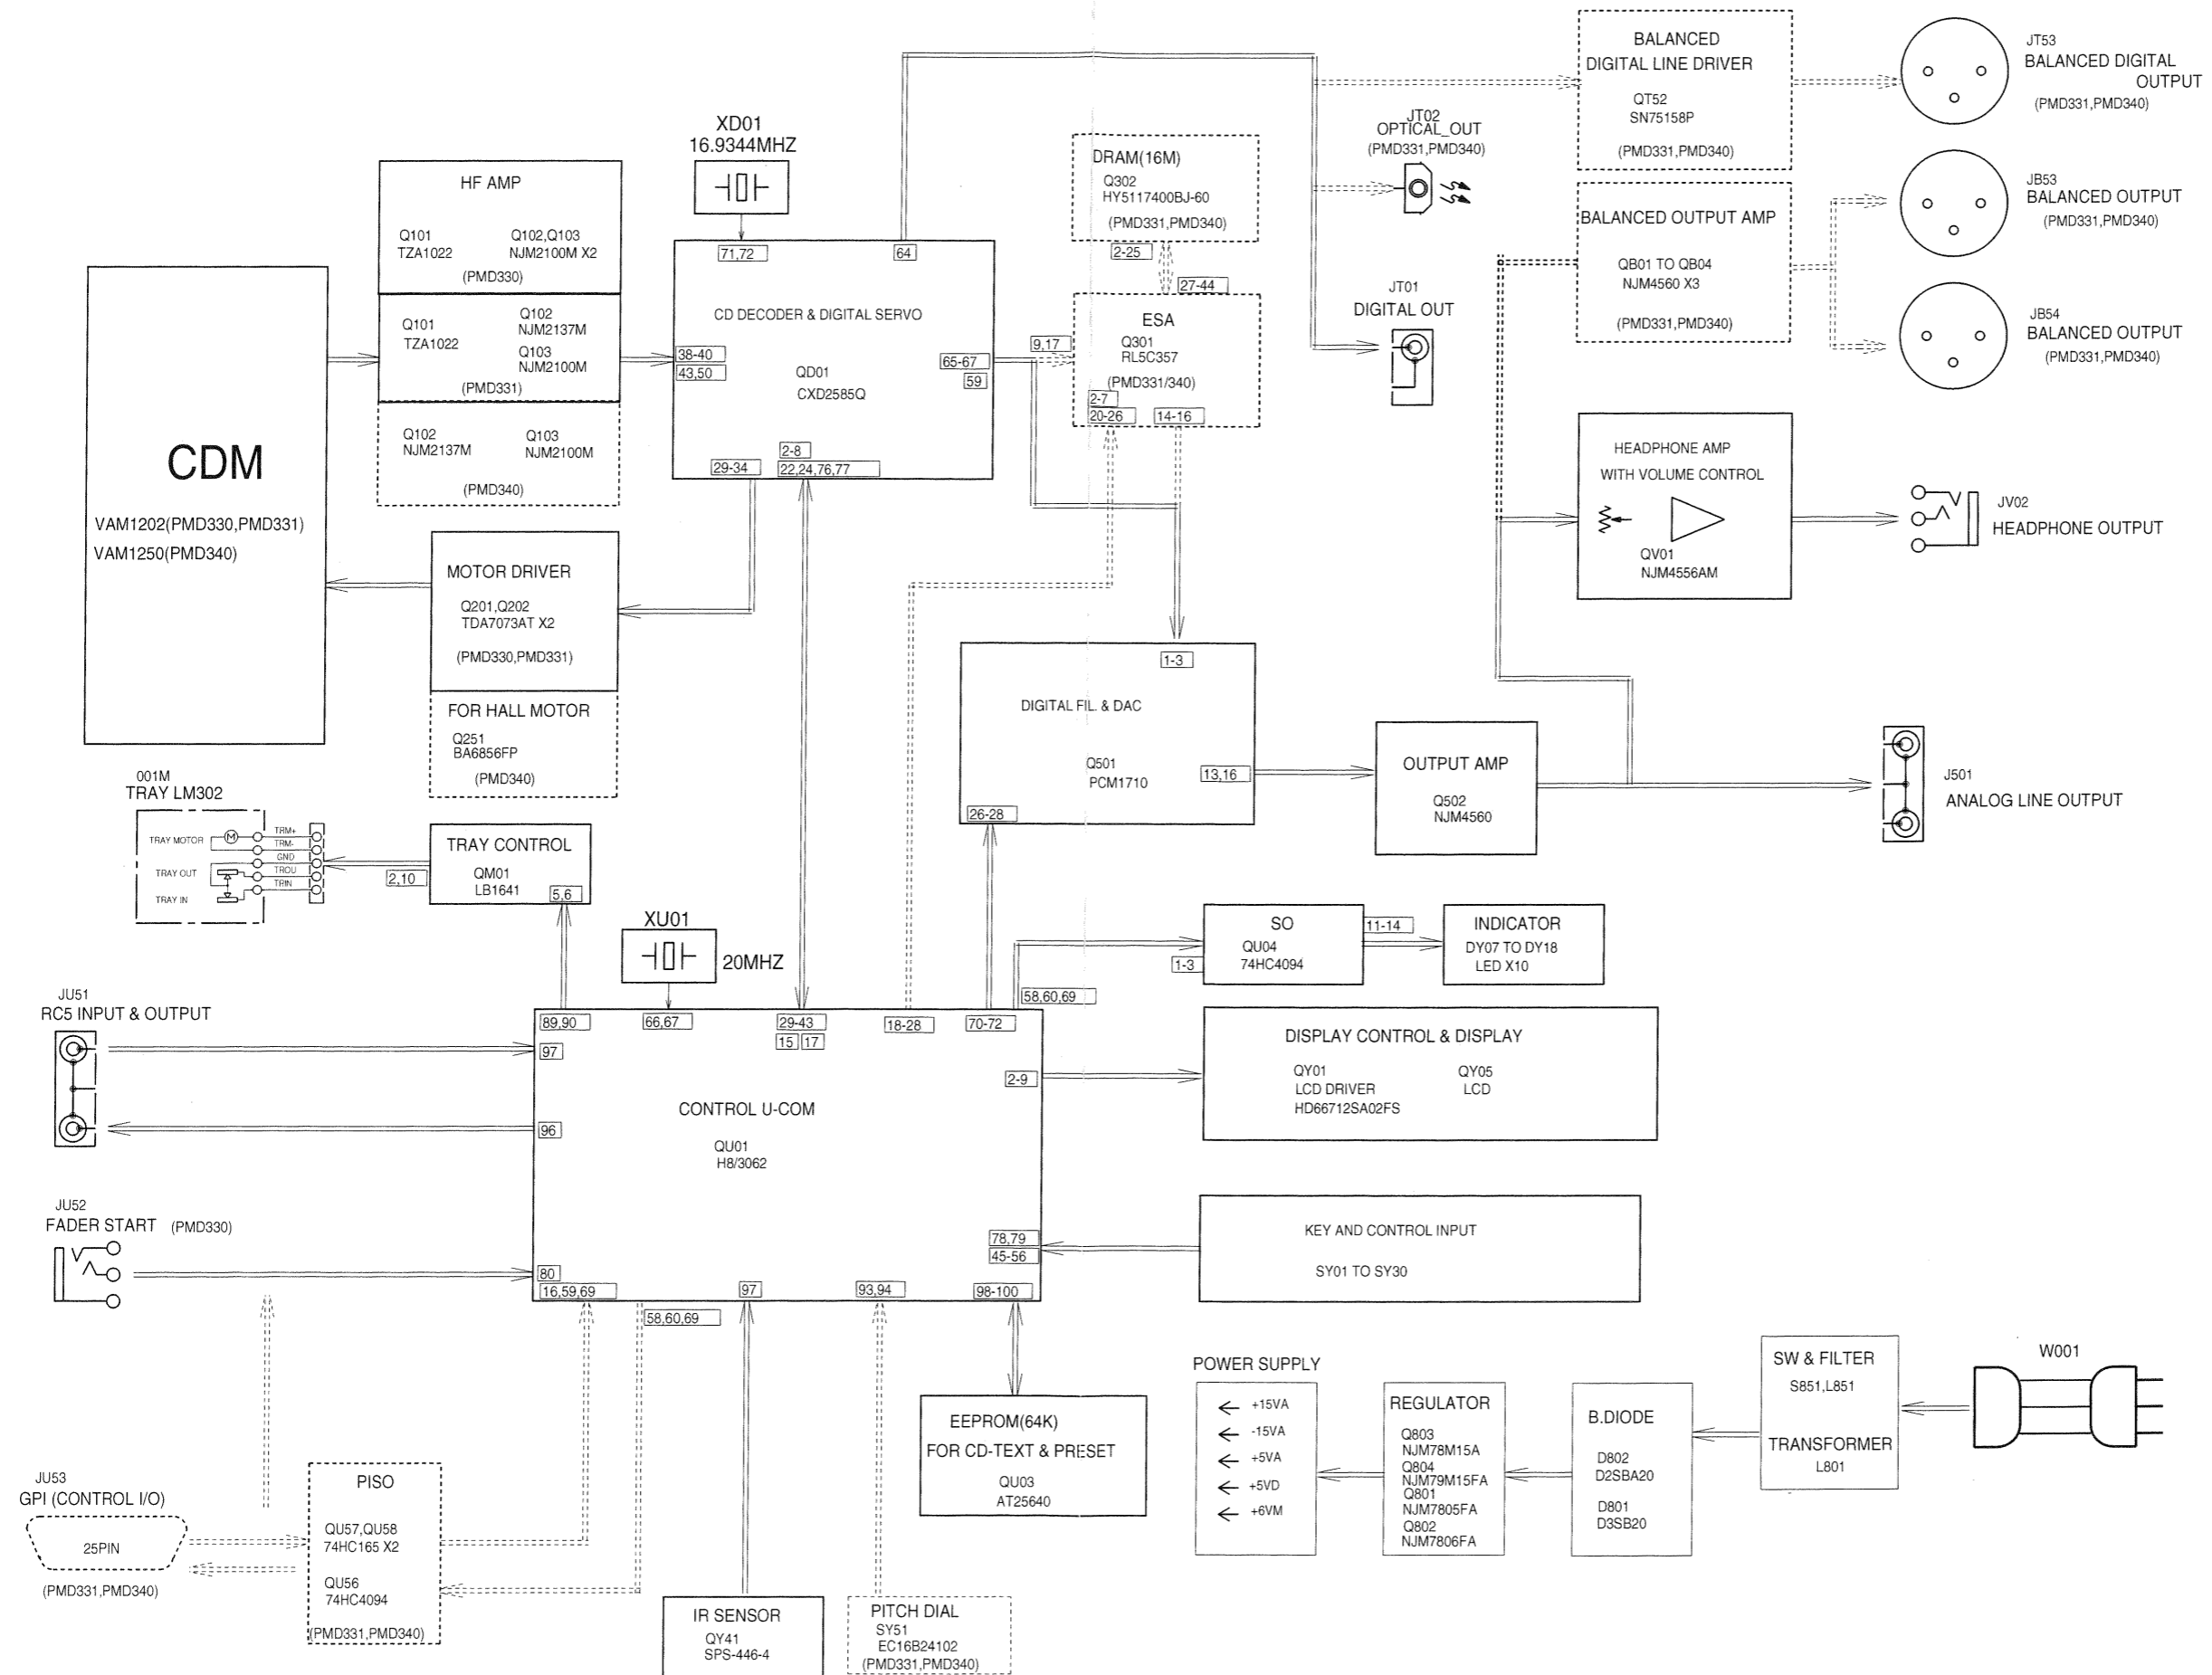 BALANCED
DIGITAL LINE DRIVER
QT52
SN75158P
(PMD331,PMD340)
JT53
BALANCED DIGITAL
OUTPUT
(PMD331,PMD340)
XD01
16.9344MHZ
JT02
OPTICAL_OUT
(PMD331,PMD340)
DRAM(16M)
Q302
HY5117400BJ-60
(PMD331,PMD340)
2-25
27-44
HF AMP
Q101
TZA1022
Q102,Q103
NJM2100M X2
(PMD330)
Q101
TZA1022
Q102
NJM2137M
Q103
NJM2100M
(PMD331)
Q102
NJM2137M
Q103
NJM2100M
(PMD340)
71,72
64
CD DECODER & DIGITAL SERVO
38-40
43,50
QD01
CXD2585Q
65-67
59
2-8
29-34
22,24,76,77
9,17
ESA
Q301
RL5C357
(PMD331/340)
2-7
20-26
14-16
JT01
DIGITAL OUT
BALANCED OUTPUT AMP
QB01 TO QB04
NJM4560 X3
(PMD331,PMD340)
JB53
BALANCED OUTPUT
(PMD331,PMD340)
JB54
BALANCED OUTPUT
(PMD331,PMD340)
CDM
VAM1202(PMD330,PMD331)
VAM1250(PMD340)
HEADPHONE AMP
WITH VOLUME CONTROL
QV01
NJM4556AM
JV02
HEADPHONE OUTPUT
MOTOR DRIVER
Q201,Q202
TDA7073AT X2
(PMD330,PMD331)
FOR HALL MOTOR
Q251
BA6856FP
(PMD340)
1-3
DIGITAL FIL. & DAC
Q501
PCM1710
13,16
26-28
OUTPUT AMP
Q502
NJM4560
J501
ANALOG LINE OUTPUT
001M
TRAY LM302
TRAY MOTOR
M
TRM+
TRM-
GND
TRAY OUT
TROU
TRIN
TRAY IN
2,10
TRAY CONTROL
QM01
LB1641
5,6
XU01
20MHZ
SO
QU04
74HC4094
1-3
11-14
INDICATOR
DY07 TO DY18
LED X10
58,60,69
JU51
RC5 INPUT & OUTPUT
89,90
66,67
29-43
15
17
18-28
70-72
97
2-9
96
CONTROL U-COM
QU01
H8/3062
DISPLAY CONTROL & DISPLAY
QY01
LCD DRIVER
HD66712SA02FS
QY05
LCD
JU52
FADER START (PMD330)
80
16,59,69
78,79
45-56
KEY AND CONTROL INPUT
SY01 TO SY30
97
93,94
98-100
58,60,69
EEPROM(64K)
FOR CD-TEXT & PRESET
QU03
AT25640
POWER SUPPLY
+15VA
-15VA
+5VA
+5VD
+6VM
REGULATOR
Q803
NJM78M15A
Q804
NJM79M15FA
Q801
NJM7805FA
Q802
NJM7806FA
B.DIODE
D802
D2SBA20
D801
D3SB20
SW & FILTER
S851,L851
TRANSFORMER
L801
W001
JU53
GPI (CONTROL I/O)
25PIN
(PMD331,PMD340)
PISO
QU57,QU58
74HC165 X2
QU56
74HC4094
(PMD331,PMD340)
IR SENSOR
QY41
SPS-446-4
PITCH DIAL
SY51
EC16B24102
(PMD331,PMD340)